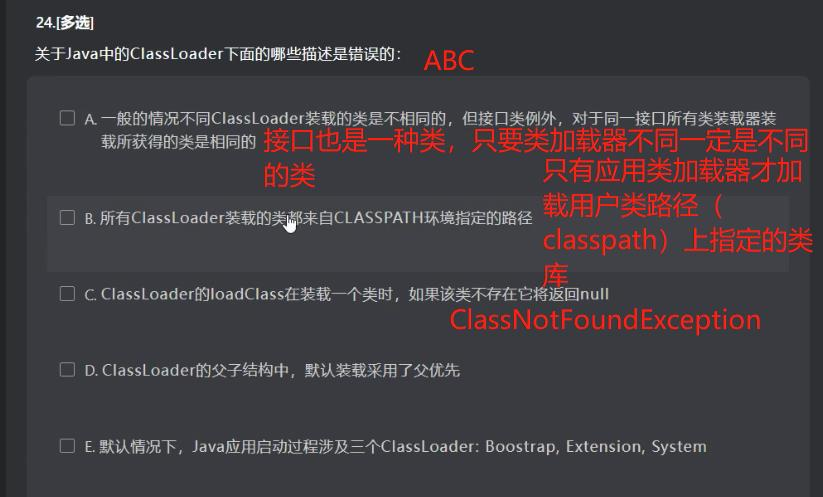 24.[多选]
关于Java中的ClassLoader下面的哪些描述是错误的：
ABC
A. 一般的情况不同ClassLoader装载的类是不相同的，但接口类例外，对于同一接口所有类装载器装
载所获得的类是相同的
接口也是一种类，只要类加载器不同一定是不同
的类
只有应用类加载器才加
载用户类路径（
classpath）上指定的类
库
B. 所有ClassLoader装载的类都来自CLASSPATH环境指定的路径
C. ClassLoader的loadClass在装载一个类时，如果该类不存在它将返回null
ClassNotFoundException
D. ClassLoader的父子结构中，默认装载采用了父优先
E. 默认情况下，Java应用启动过程涉及三个ClassLoader: Boostrap, Extension, System